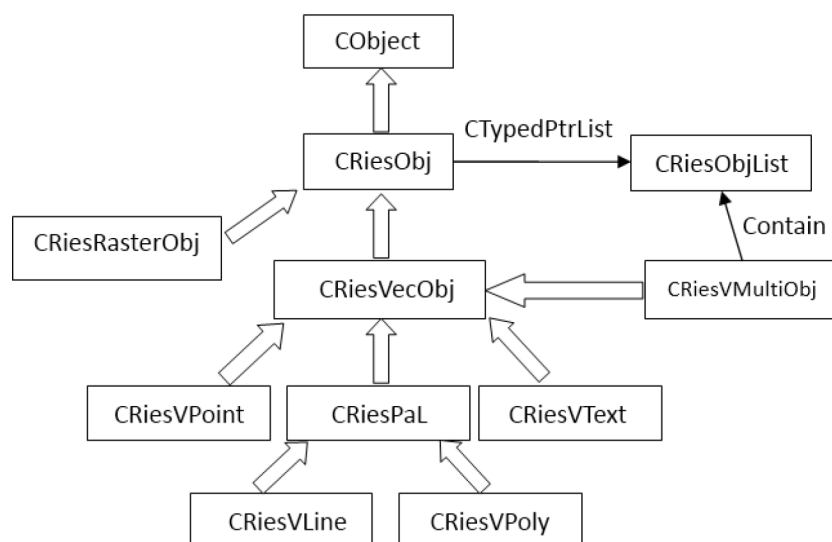 CObject
CTypedPtrList
CRiesObj
CRiesObjList
CRiesRasterObj
Contain
CRiesVecObj
CRiesVMultiObj
CRiesVPoint
CRiesPaL
CRiesVText
CRiesVLine
CRiesVPoly